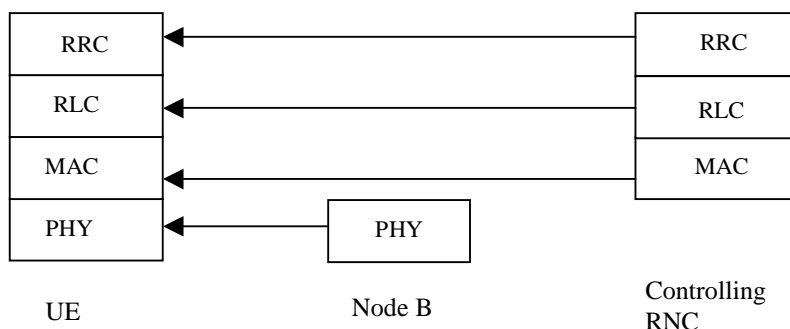 RRC
RRC
RLC
RLC
MAC
MAC
PHY
PHY
UE
Node B
Controlling
RNC